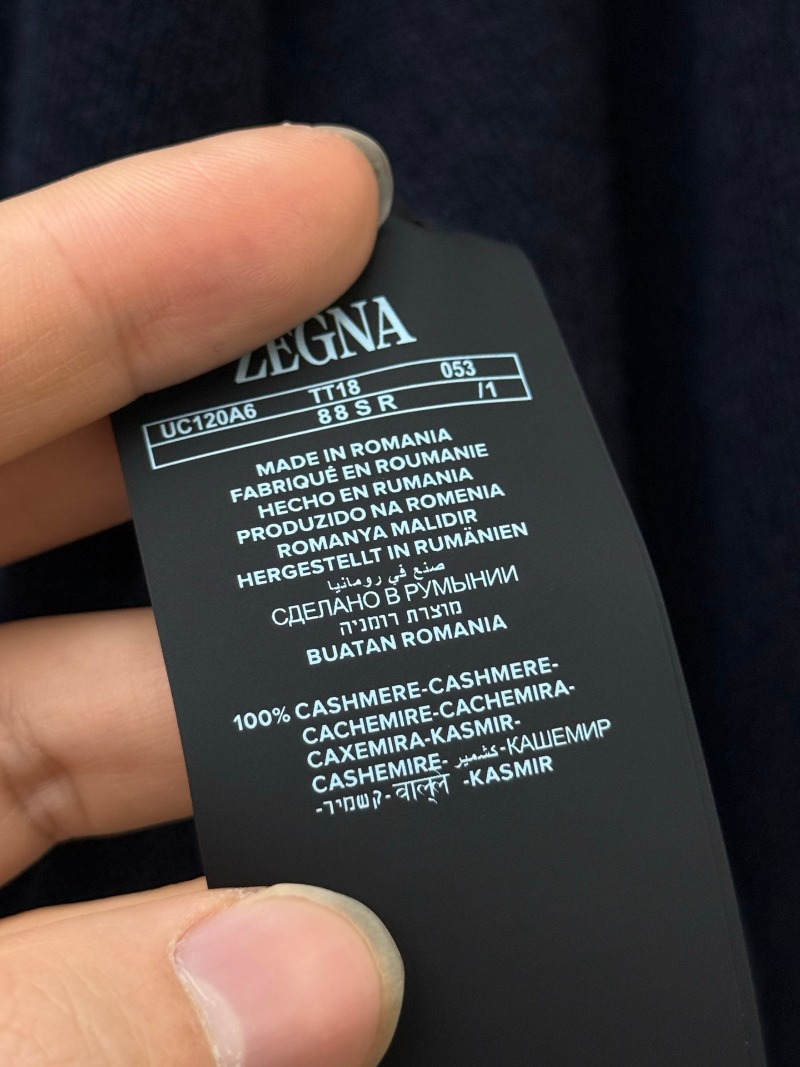 ZEGNA
UC120A6 TT18 053
88SR /1
MADE IN ROMANIA
FABRIQUÉ EN ROUMANIE
HECHO EN RUMANIA
PRODUZIDO NA ROMENIA
ROMANYA MALIDIR
HERGESTELLT IN RUMÄNIEN
صنع في رومانيا
СДЕЛАНО В РУМЫНИИ
מוצרת רומניה
BUATAN ROMANIA
100% CASHMERE-CASHMERE-
CACHEMIRE-CACHEMIRA-
CAXEMIRA-KASMIR-
CASHEMIRE- كشمير-КАШЕМИР
-קשמיר- वाल्ले -KASMIR